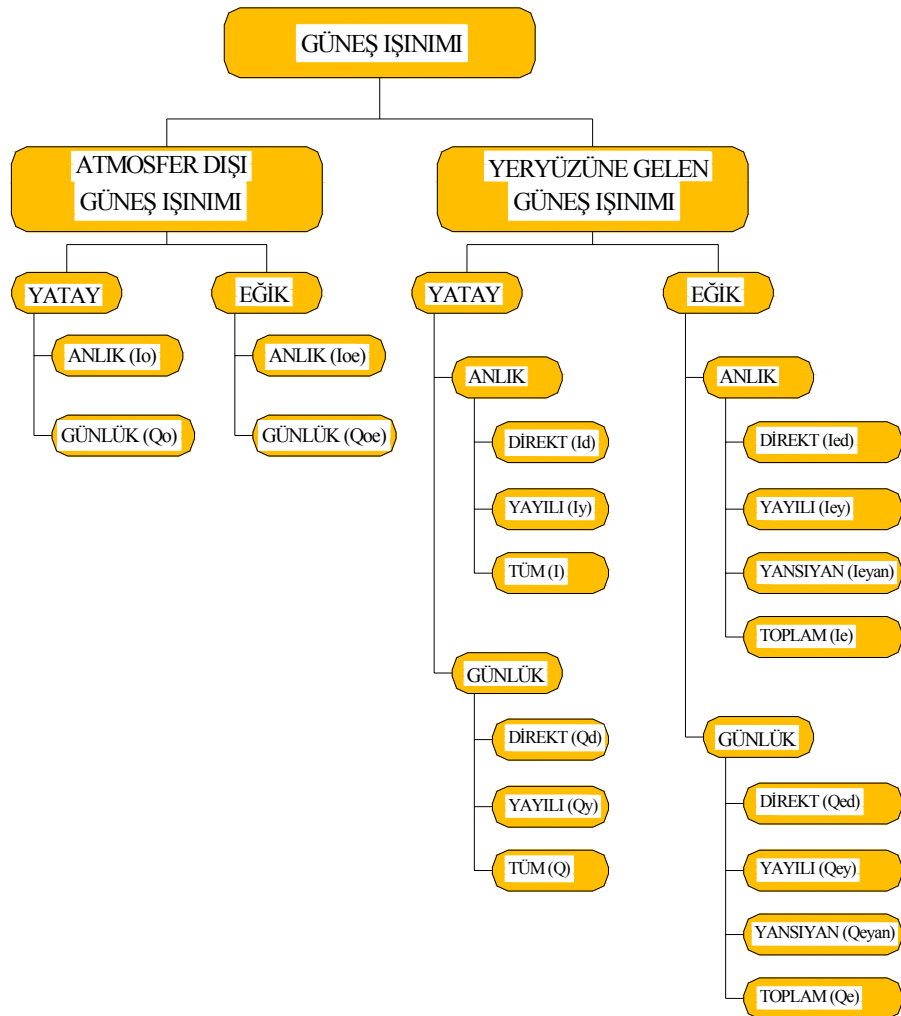 GÜNEŞ IŞINIMI
ATMOSFER DIŞI
GÜNEŞ IŞINIMI
YERYÜZÜNE GELEN
GÜNEŞ IŞINIMI
YATAY
EĞİK
ANLIK (Io)
GÜNLÜK (Qo)
ANLIK (Ioe)
GÜNLÜK (Qoe)
YATAY
ANLIK
DİREKT (Id)
YAYILI (Iy)
TÜM (I)
GÜNLÜK
DİREKT (Qd)
YAYILI (Qy)
TÜM (Q)
EĞİK
ANLIK
DİREKT (Ied)
YAYILI (Iey)
YANSIYAN (Ieyan)
TOPLAM (Ie)
GÜNLÜK
DİREKT (Qed)
YAYILI (Qey)
YANSIYAN (Qeyan)
TOPLAM (Qe)